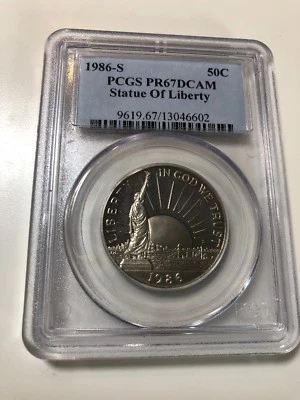 1986-S 50C
PCGS PR67DCAM
Statue Of Liberty
9619.67/13046602
LIBERTY IN GOD WE TRUST
1986